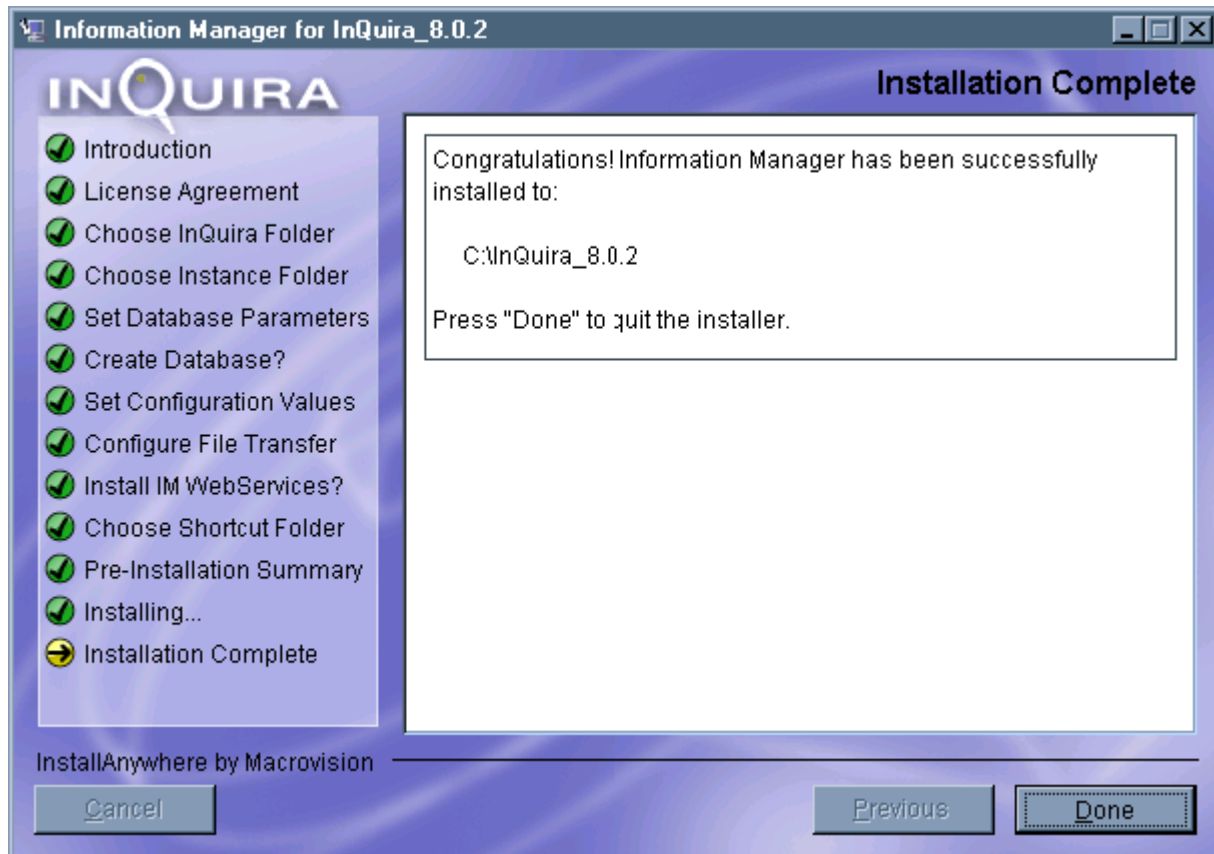 Information Manager for InQuira_8.0.2
INQUIRA
Installation Complete
Introduction
License Agreement
Choose InQuira Folder
Choose Instance Folder
Set Database Parameters
Create Database?
Set Configuration Values
Configure File Transfer
Install IM WebServices?
Choose Shortcut Folder
Pre-Installation Summary
Installing...
Installation Complete
Congratulations! Information Manager has been successfully
installed to:
C:\InQuira_8.0.2
Press "Done" to quit the installer.
InstallAnywhere by Macrovision
Cancel
Previous
Done